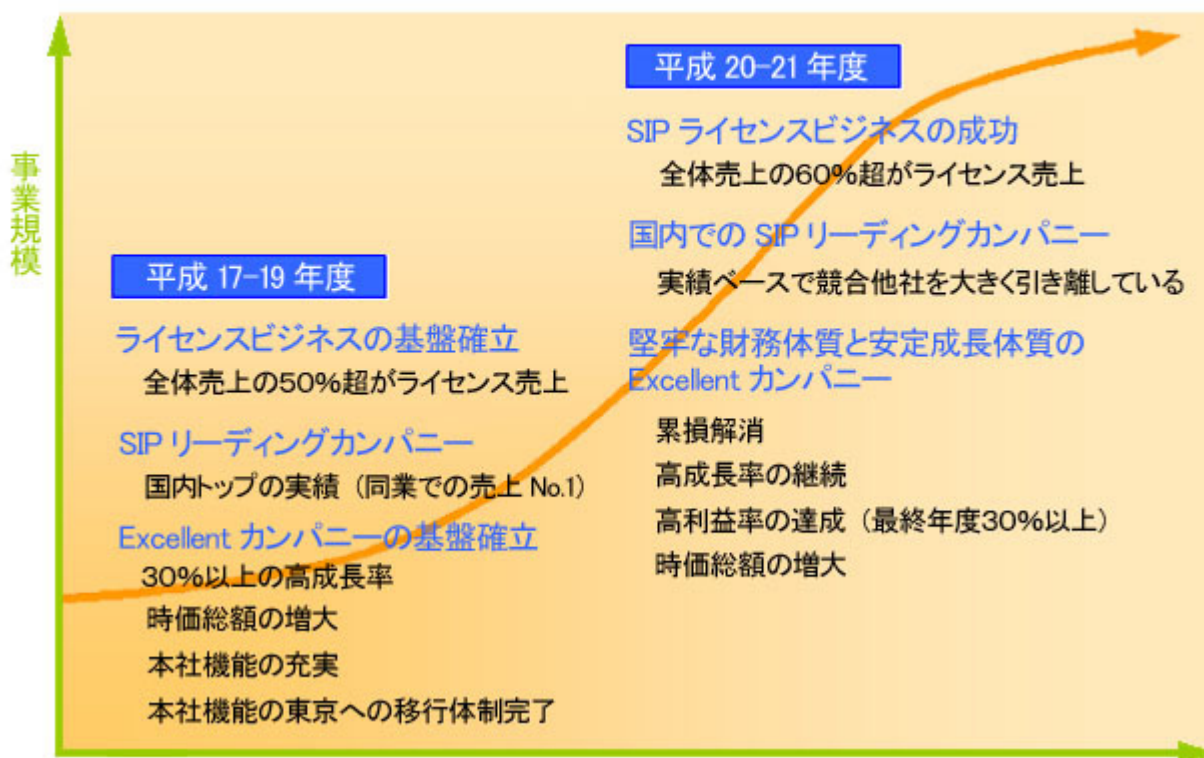 事業規模
平成 17-19 年度
ライセンスビジネスの基盤確立
全体売上の50%超がライセンス売上
SIP リーディングカンパニー
国内トップの実績（同業での売上 No.1）
Excellent カンパニーの基盤確立
30%以上の高成長率
時価総額の増大
本社機能の充実
本社機能の東京への移行体制完了
平成 20-21 年度
SIP ライセンスビジネスの成功
全体売上の60%超がライセンス売上
国内での SIP リーディングカンパニー
実績ベースで競合他社を大きく引き離している
堅牢な財務体質と安定成長体質の
Excellent カンパニー
累損解消
高成長率の継続
高利益率の達成（最終年度30%以上）
時価総額の増大